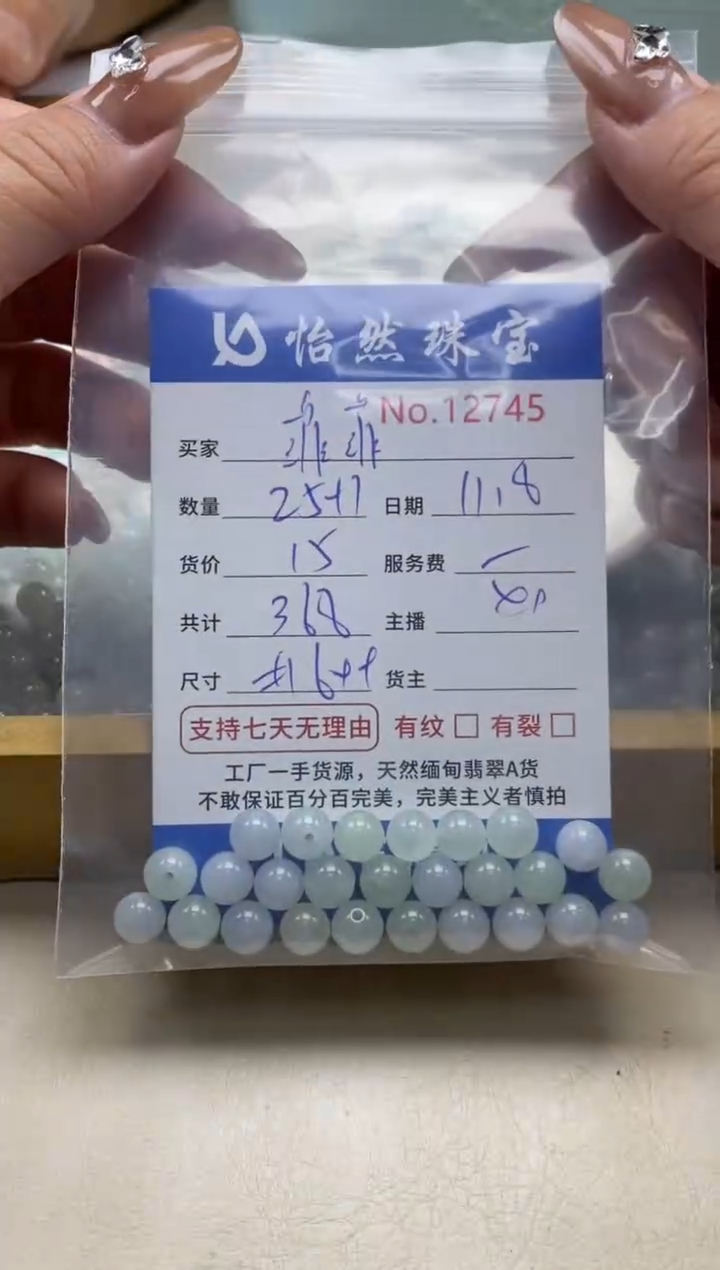 怡然珠宝
No.12745
买家
数量 25+1 日期 11.8
货价 15 服务费
共计 368 主播
尺寸 货主
支持七天无理由 有纹 有裂
工厂一手货源，天然缅甸翡翠A货
不敢保证百分百完美，完美主义者慎拍